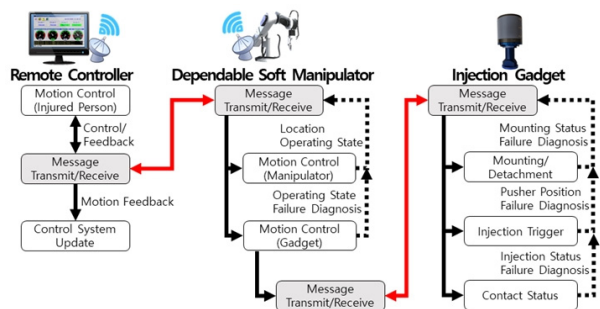 Remote Controller
Motion Control
(Injured Person)
Control/
Feedback
Message
Transmit/Receive
Motion Feedback
Control System
Update
Dependable Soft Manipulator
Message
Transmit/Receive
Location
Operating State
Motion Control
(Manipulator)
Operating State
Failure Diagnosis
Motion Control
(Gadget)
Message
Transmit/Receive
Injection Gadget
Message
Transmit/Receive
Mounting Status
Failure Diagnosis
Mounting/
Detachment
Pusher Position
Failure Diagnosis
Injection Trigger
Injection Status
Failure Diagnosis
Contact Status